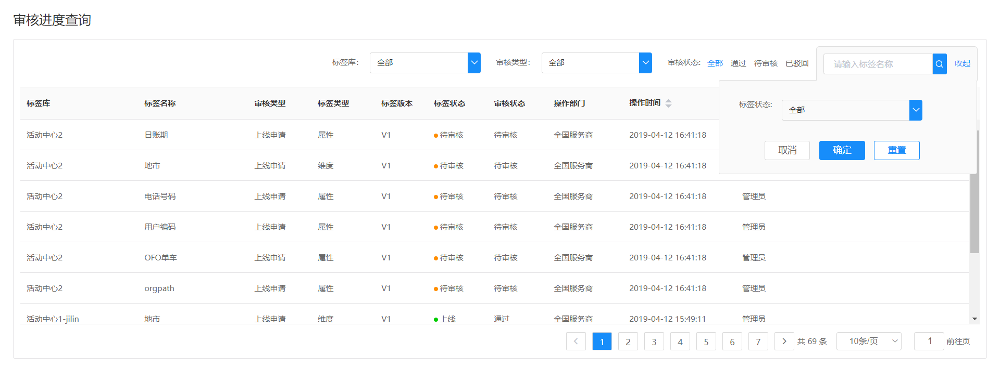 审核进度查询
标签库: 全部 审核类型: 全部 审核状态: 全部 通过 待审核 已驳回 请输入标签名称 收起
标签状态: 全部
取消 确定 重置
标签库 标签名称 审核类型 标签类型 标签版本 标签状态 审核状态 操作部门 操作时间
活动中心2 日账期 上线申请 属性 V1 待审核 待审核 全国服务商 2019-04-12 16:41:18
活动中心2 地市 上线申请 维度 V1 待审核 待审核 全国服务商 2019-04-12 16:41:18
活动中心2 电话号码 上线申请 属性 V1 待审核 待审核 全国服务商 2019-04-12 16:41:18 管理员
活动中心2 用户编码 上线申请 属性 V1 待审核 待审核 全国服务商 2019-04-12 16:41:18 管理员
活动中心2 OFO单车 上线申请 属性 V1 待审核 待审核 全国服务商 2019-04-12 16:41:18 管理员
活动中心2 orgpath 上线申请 属性 V1 待审核 待审核 全国服务商 2019-04-12 16:41:18 管理员
活动中心1-jilin 地市 上线申请 维度 V1 上线 通过 全国服务商 2019-04-12 15:49:11 管理员
1 2 3 4 5 6 7 共 69 条 10条/页 1 前往页